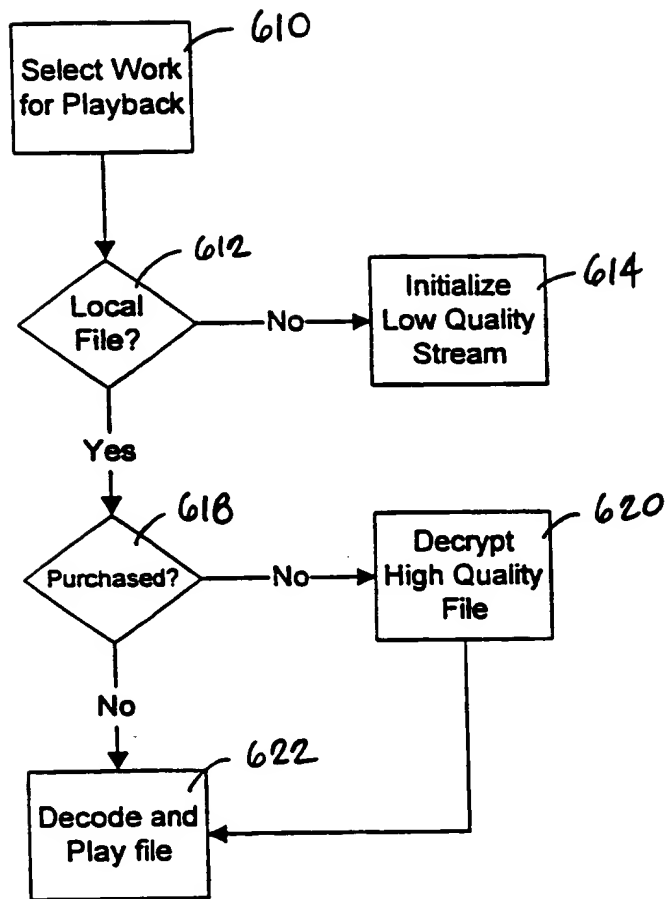 610
Select Work
for Playback
612
Local
File?
No
614
Initialize
Low Quality
Stream
Yes
618
Purchased?
No
620
Decrypt
High Quality
File
No
622
Decode and
Play file